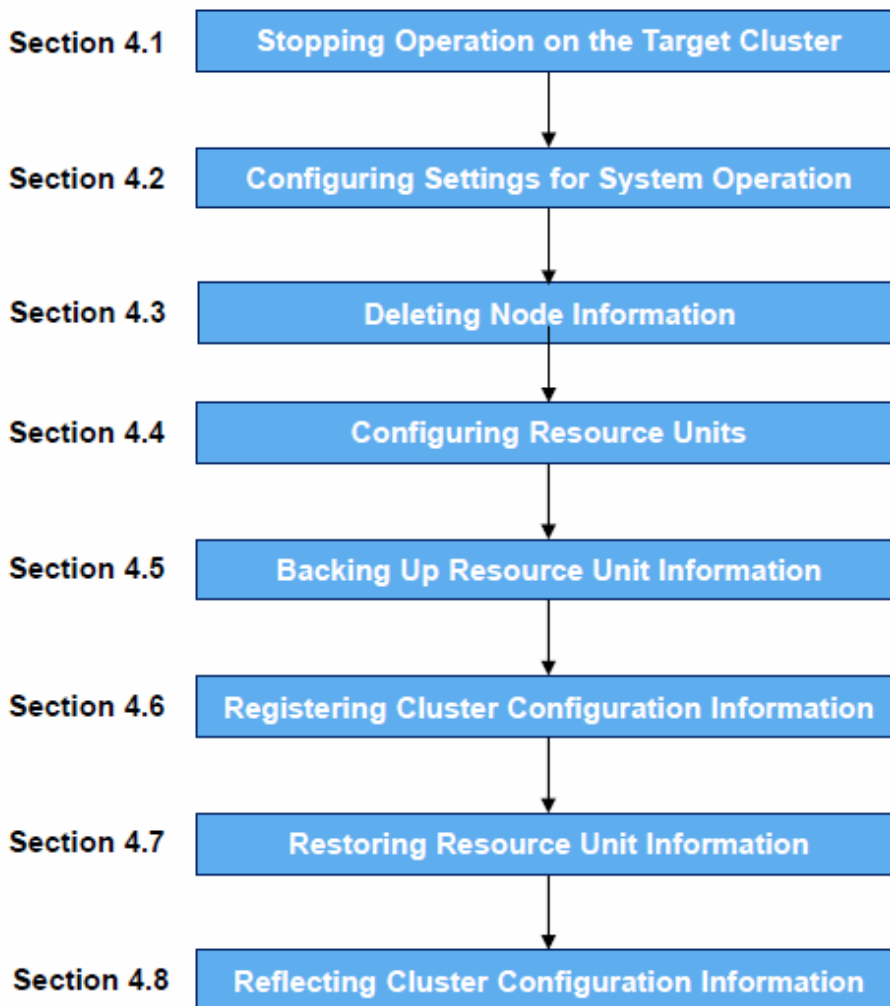 Section 4.1 Stopping Operation on the Target Cluster
Section 4.2 Configuring Settings for System Operation
Section 4.3 Deleting Node Information
Section 4.4 Configuring Resource Units
Section 4.5 Backing Up Resource Unit Information
Section 4.6 Registering Cluster Configuration Information
Section 4.7 Restoring Resource Unit Information
Section 4.8 Reflecting Cluster Configuration Information